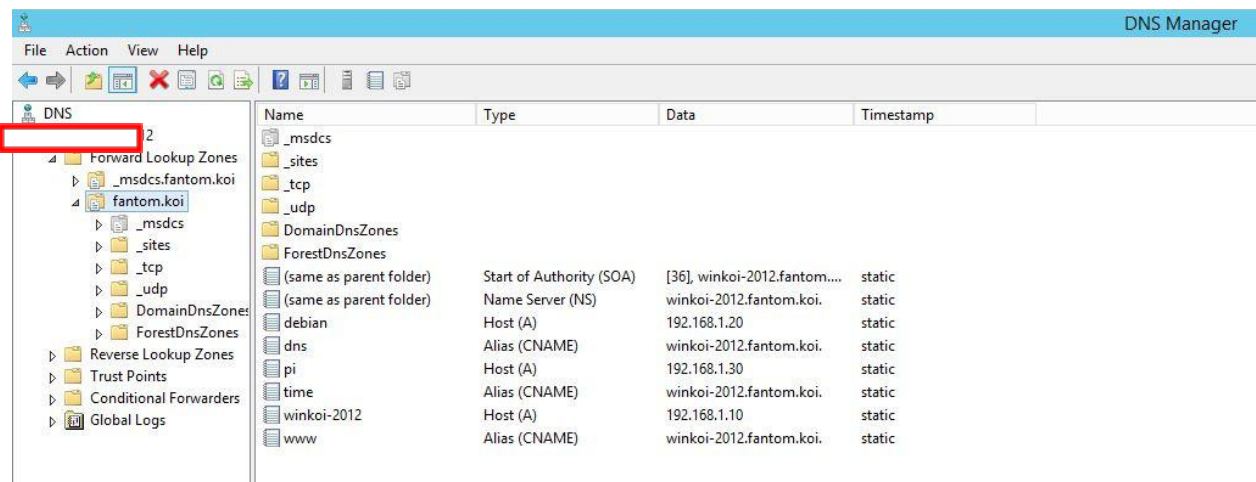 DNS Manager
File Action View Help
DNS
12
Forward Lookup Zones
_msdcs.fantom.koi
fantom.koi
_msdcs
_sites
_tcp
_udp
DomainDnsZones
ForestDnsZones
Reverse Lookup Zones
Trust Points
Conditional Forwarders
Global Logs
Name Type Data Timestamp
_msdcs
_sites
_tcp
_udp
DomainDnsZones
ForestDnsZones
(same as parent folder) Start of Authority (SOA) [36], winkoi-2012.fantom.... static
(same as parent folder) Name Server (NS) winkoi-2012.fantom.koi. static
debian Host (A) 192.168.1.20 static
dns Alias (CNAME) winkoi-2012.fantom.koi. static
pi Host (A) 192.168.1.30 static
time Alias (CNAME) winkoi-2012.fantom.koi. static
winkoi-2012 Host (A) 192.168.1.10 static
www Alias (CNAME) winkoi-2012.fantom.koi. static